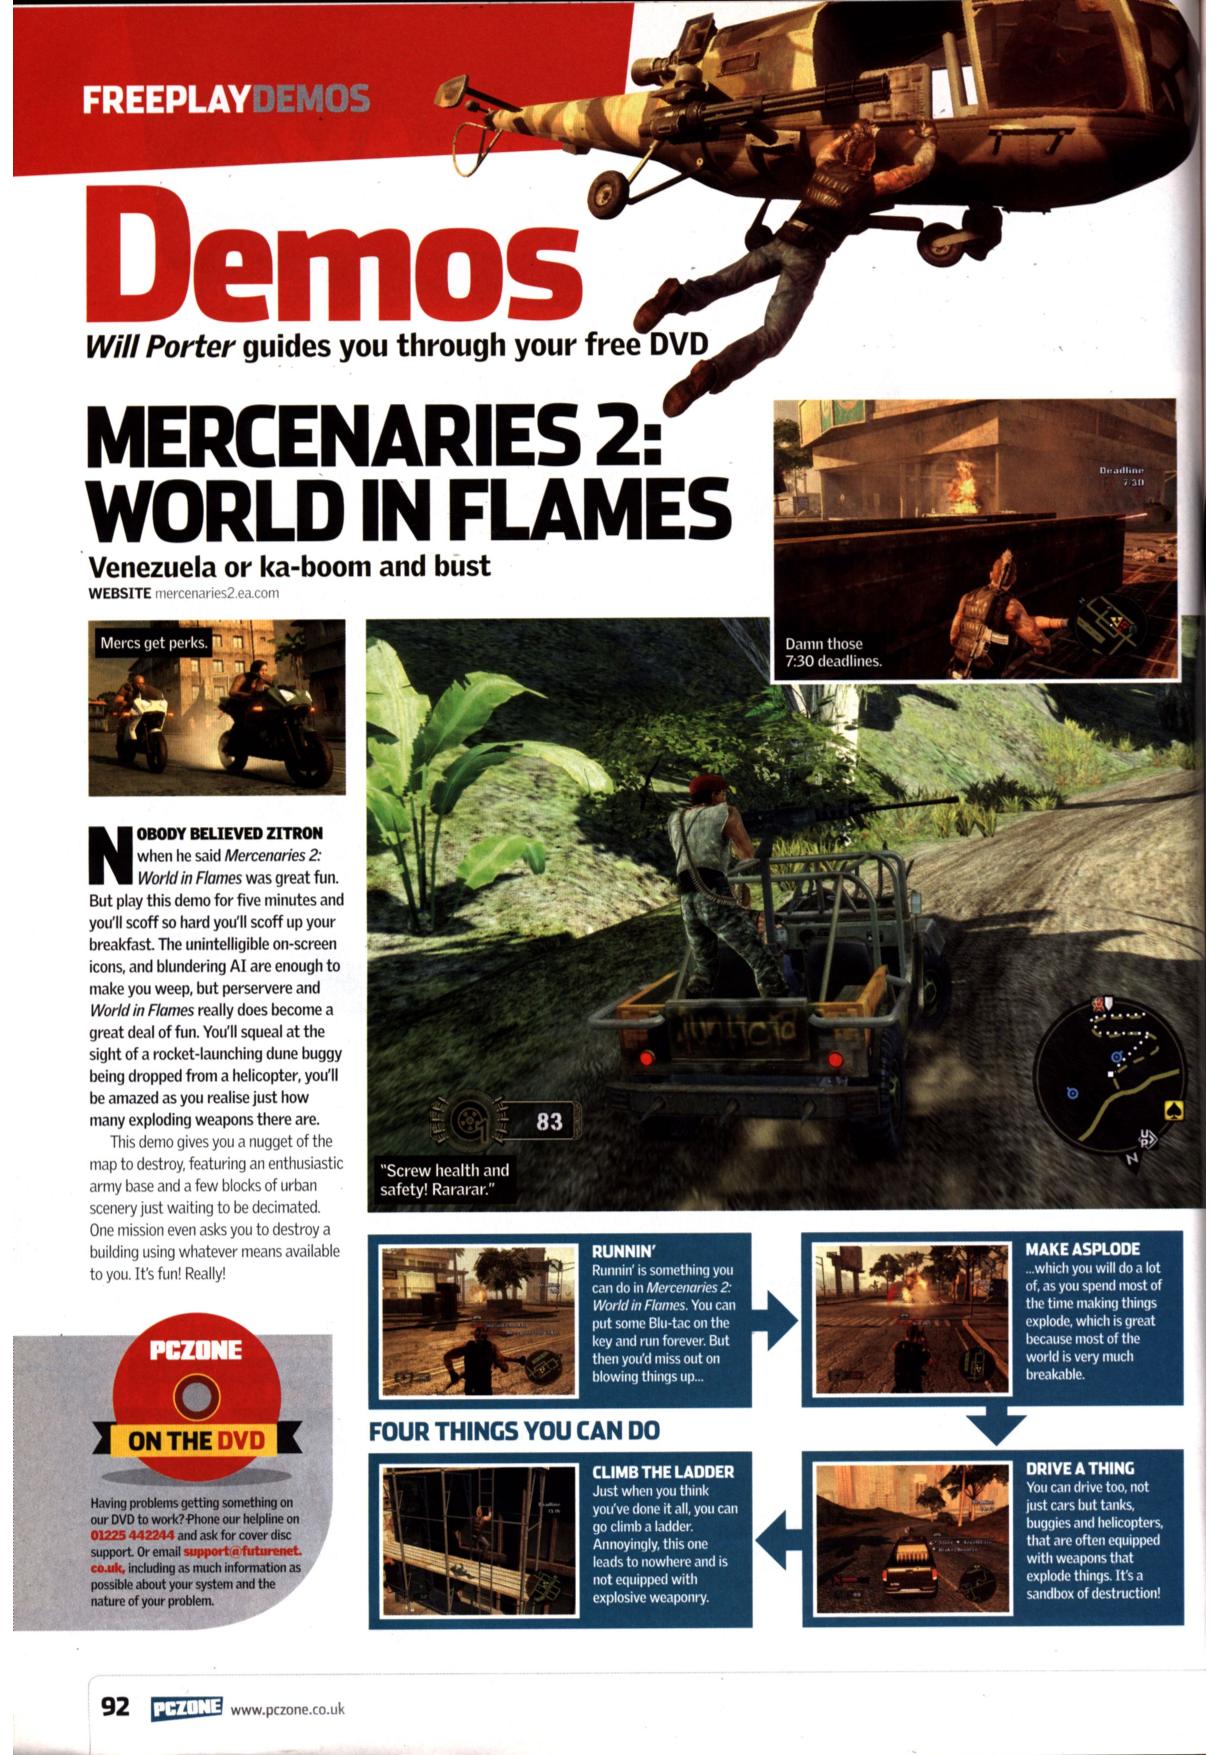 FREEPLAYDEMOS
Demos
Will Porter guides you through your free DVD
MERCENARIES 2:
WORLD IN FLAMES
Venezuela or ka-boom and bust
WEBSITE mercenaries2.ea.com
Mercs get perks.
Deadline
7:30
Damn those
7:30 deadlines.
NOBODY BELIEVED ZITRON
when he said Mercenaries 2:
World in Flames was great fun.
But play this demo for five minutes and
you'll scoff so hard you'll scoff up your
breakfast. The unintelligible on-screen
icons, and blundering AI are enough to
make you weep, but perservere and
World in Flames really does become a
great deal of fun. You'll squeal at the
sight of a rocket-launching dune buggy
being dropped from a helicopter, you'll
be amazed as you realise just how
many exploding weapons there are.
This demo gives you a nugget of the
map to destroy, featuring an enthusiastic
army base and a few blocks of urban
scenery just waiting to be decimated.
One mission even asks you to destroy a
building using whatever means available
to you. It's fun! Really!
83
N
"Screw health and
safety! Rararar."
RUNNIN'
Runnin' is something you
can do in Mercenaries 2:
World in Flames. You can
put some Blu-tac on the
key and run forever. But
then you'd miss out on
blowing things up...
MAKE ASPLODE
...which you will do a lot
of, as you spend most of
the time making things
explode, which is great
because most of the
world is very much
breakable.
FOUR THINGS YOU CAN DO
CLIMB THE LADDER
Just when you think
you've done it all, you can
go climb a ladder.
Annoyingly, this one
leads to nowhere and is
not equipped with
explosive weaponry.
DRIVE A THING
You can drive too, not
just cars but tanks,
buggies and helicopters,
that are often equipped
with weapons that
explode things. It's a
sandbox of destruction!
PCZONE
ON THE DVD
Having problems getting something on
our DVD to work? Phone our helpline on
01225 442244 and ask for cover disc
support. Or email support@futurenet.
co.uk, including as much information as
possible about your system and the
nature of your problem.
92 PCZONE www.pczone.co.uk